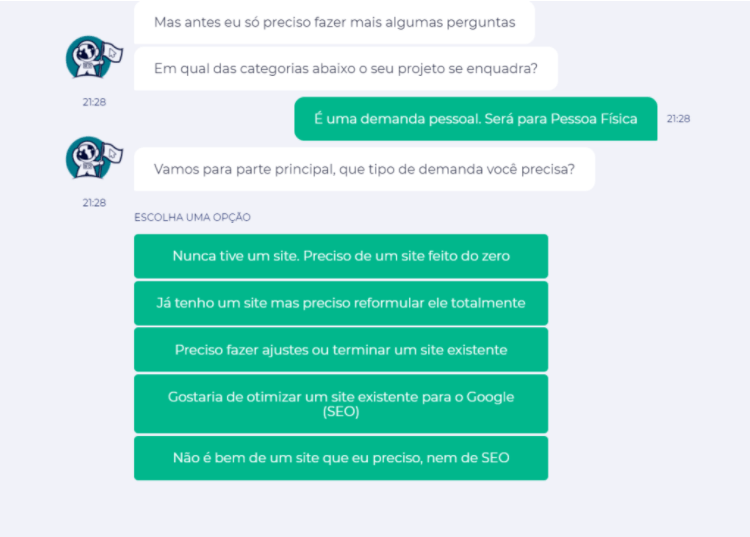 Mas antes eu só preciso fazer mais algumas perguntas
Em qual das categorias abaixo o seu projeto se enquadra?
21:28
É uma demanda pessoal. Será para Pessoa Física
21:28
Vamos para parte principal, que tipo de demanda você precisa?
21:28
ESCOLHA UMA OPÇÃO
Nunca tive um site. Preciso de um site feito do zero
Já tenho um site mas preciso reformular ele totalmente
Preciso fazer ajustes ou terminar um site existente
Gostaria de otimizar um site existente para o Google
(SEO)
Não é bem de um site que eu preciso, nem de SEO